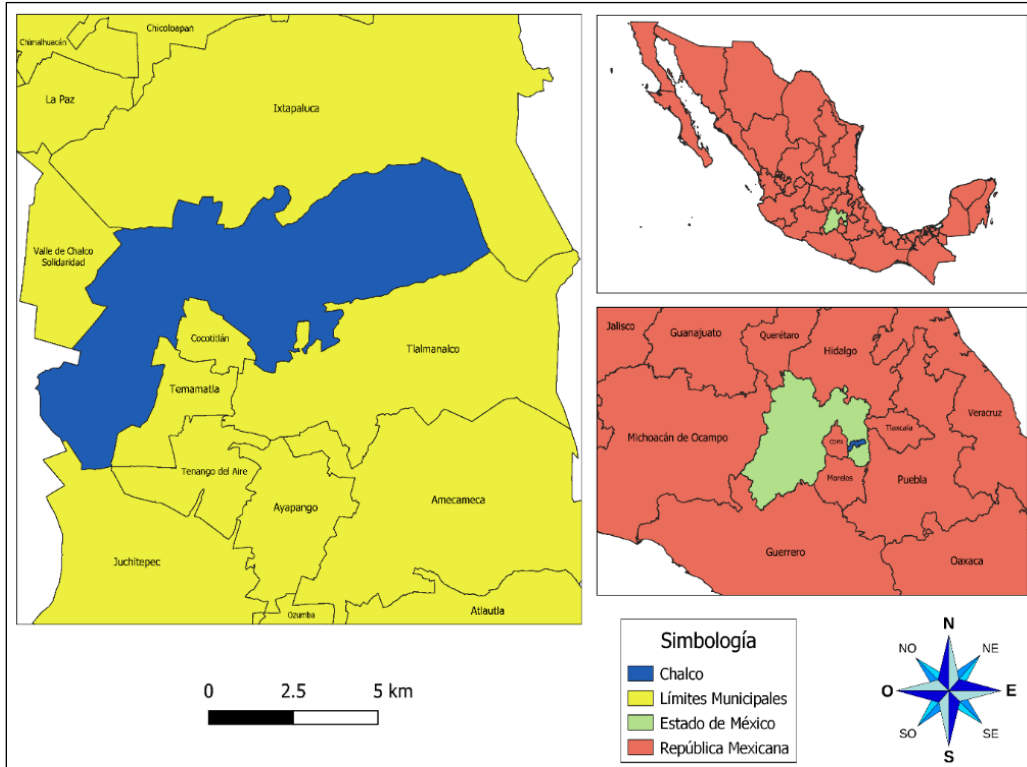 Chimalhuacán
Chicoloapan
La Paz
Ixtapaluca
Valle de Chalco
Solidaridad
Cocotitlán
Tlalmanalco
Temamatla
Tenango del Aire
Ayapango
Amecameca
Juchitepec
Ozumba
Atlautla
0 2.5 5 km
Jalisco
Guanajuato
Querétaro
Hidalgo
Michoacán de Ocampo
Veracruz
Tlaxcala
CDMX
Morelos
Puebla
Guerrero
Oaxaca
Simbología
Chalco
Límites Municipales
Estado de México
República Mexicana
N
NO
NE
O
E
SO
SE
S